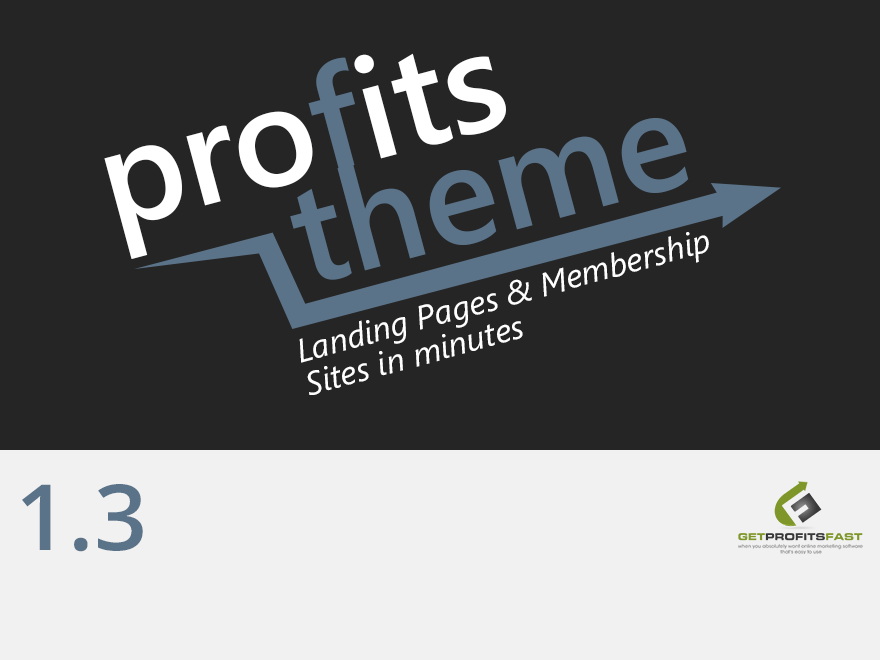 profits
theme
Landing Pages & Membership
Sites in minutes
1.3
GETPROFITSFAST
when you absolutely want online marketing software
that's easy to use